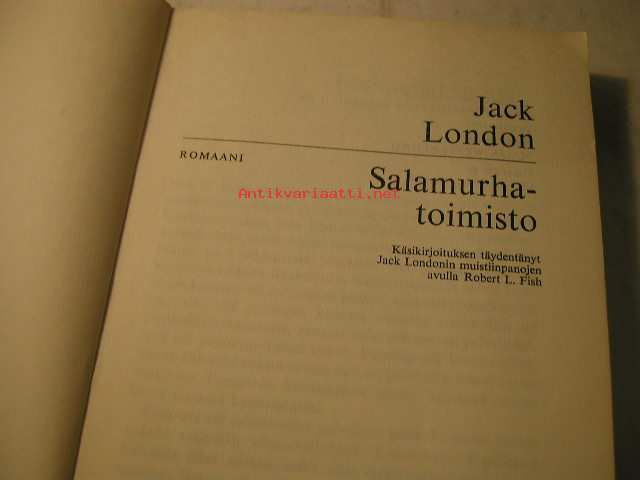 Jack
London
ROMAANI
Salamurha-
toimisto
Antikvariaatti.net
Käsikirjoituksen täydentänyt
Jack Londonin muistiinpanojen
avulla Robert L. Fish